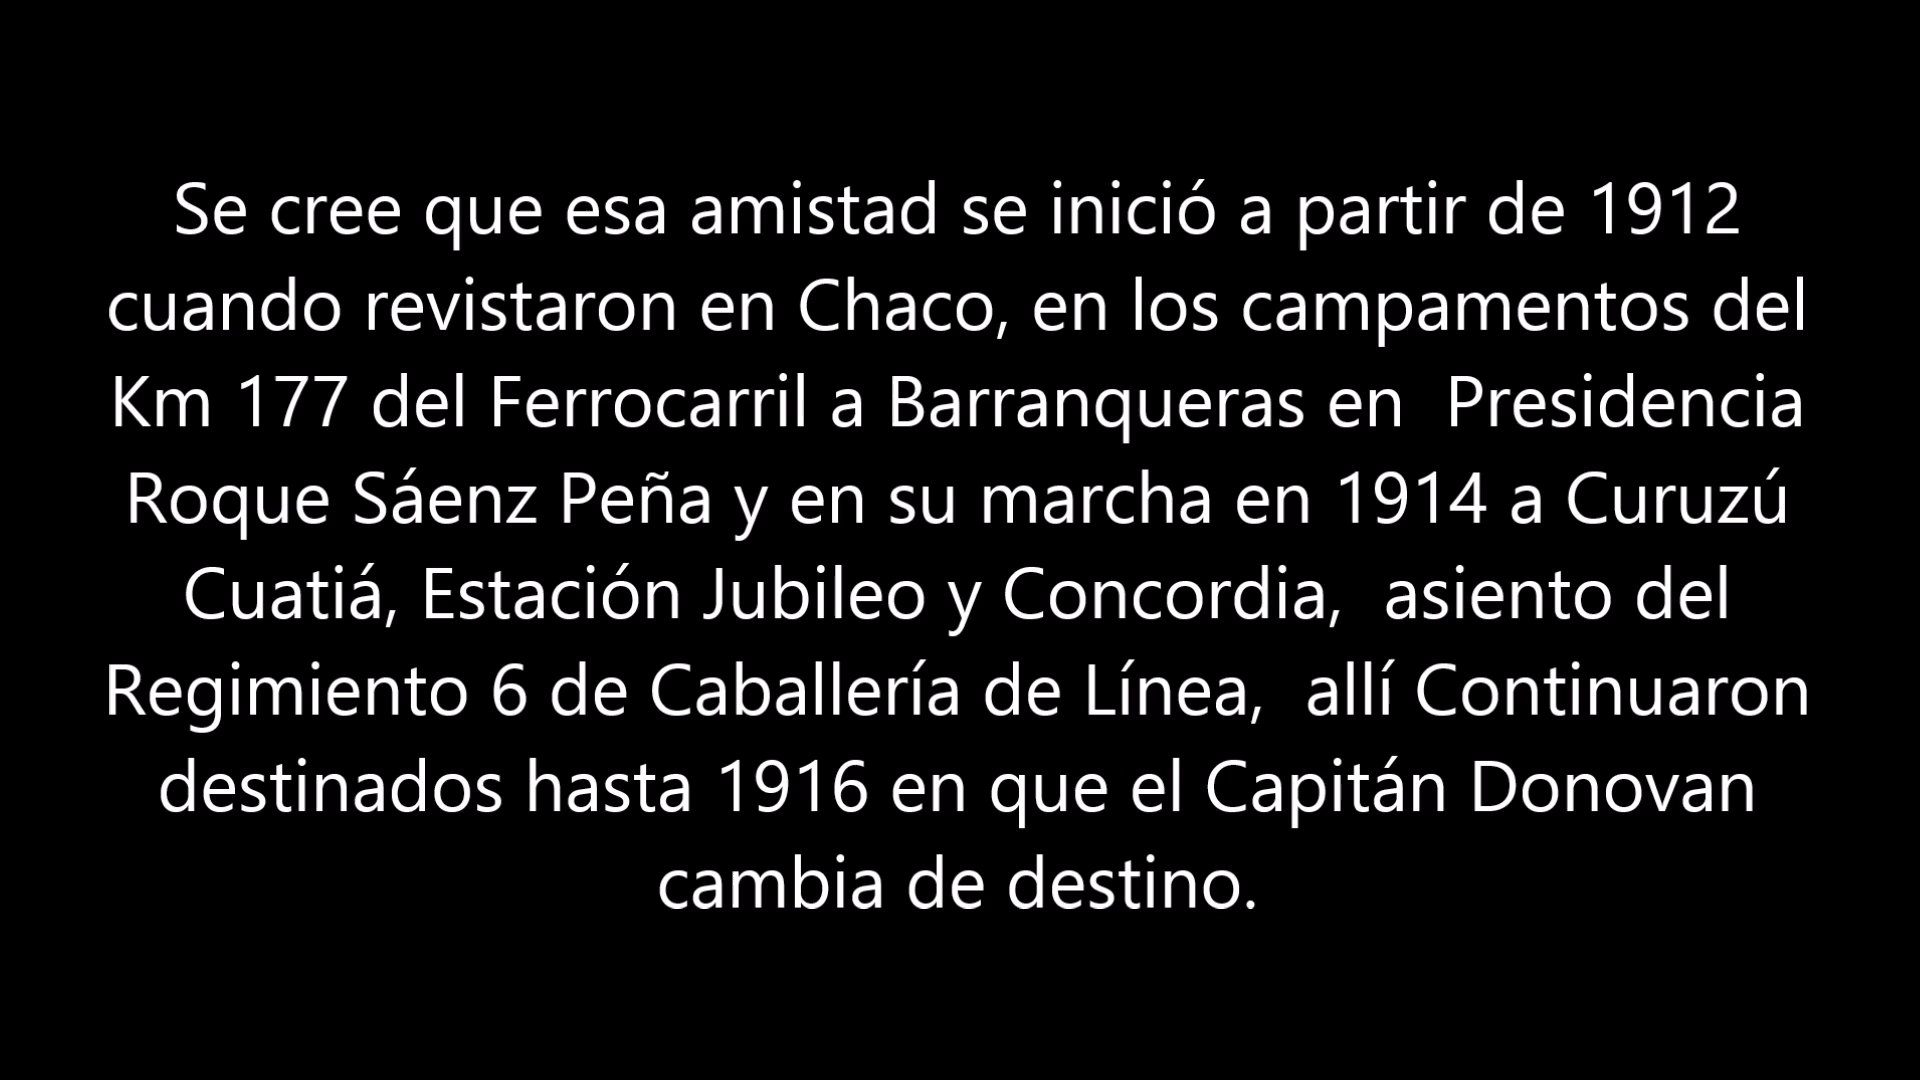 Se cree que esa amistad se inició a partir de 1912
cuando revistaron en Chaco, en los campamentos del
Km 177 del Ferrocarril a Barranqueras en  Presidencia
Roque Sáenz Peña y en su marcha en 1914 a Curuzú
Cuatiá, Estación Jubileo y Concordia,  asiento del
Regimiento 6 de Caballería de Línea,  allí Continuaron
destinados hasta 1916 en que el Capitán Donovan
cambia de destino.